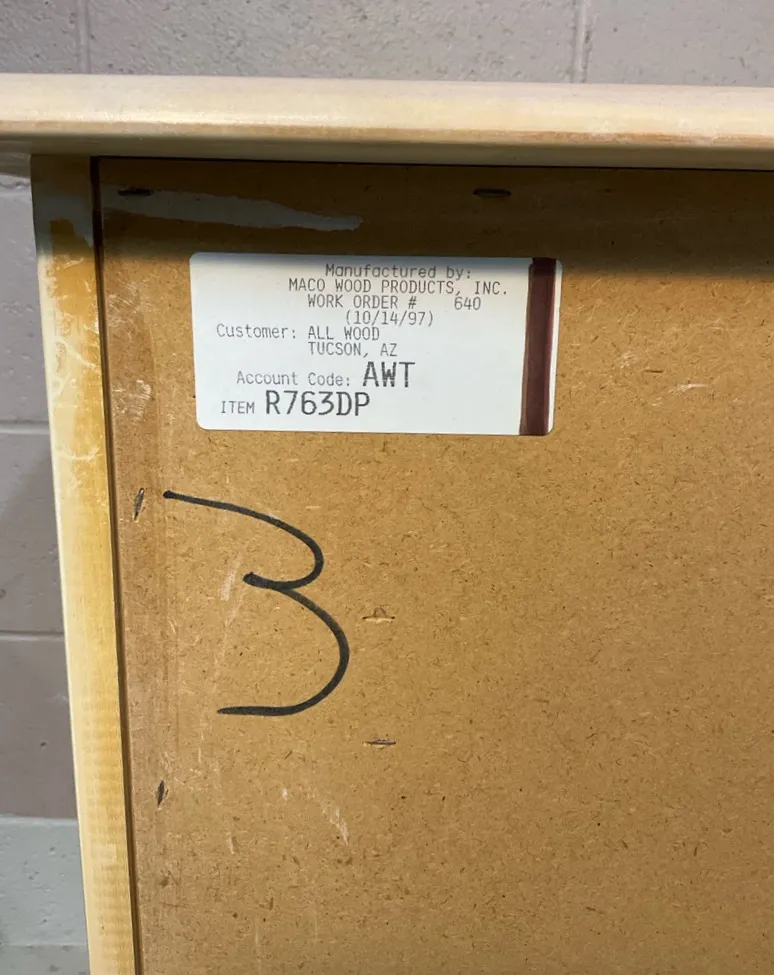 Manufactured by:
MACO WOOD PRODUCTS, INC.
WORK ORDER # 640
(10/14/97)
Customer: ALL WOOD
TUCSON, AZ
Account Code: AWT
ITEM R763DP
3